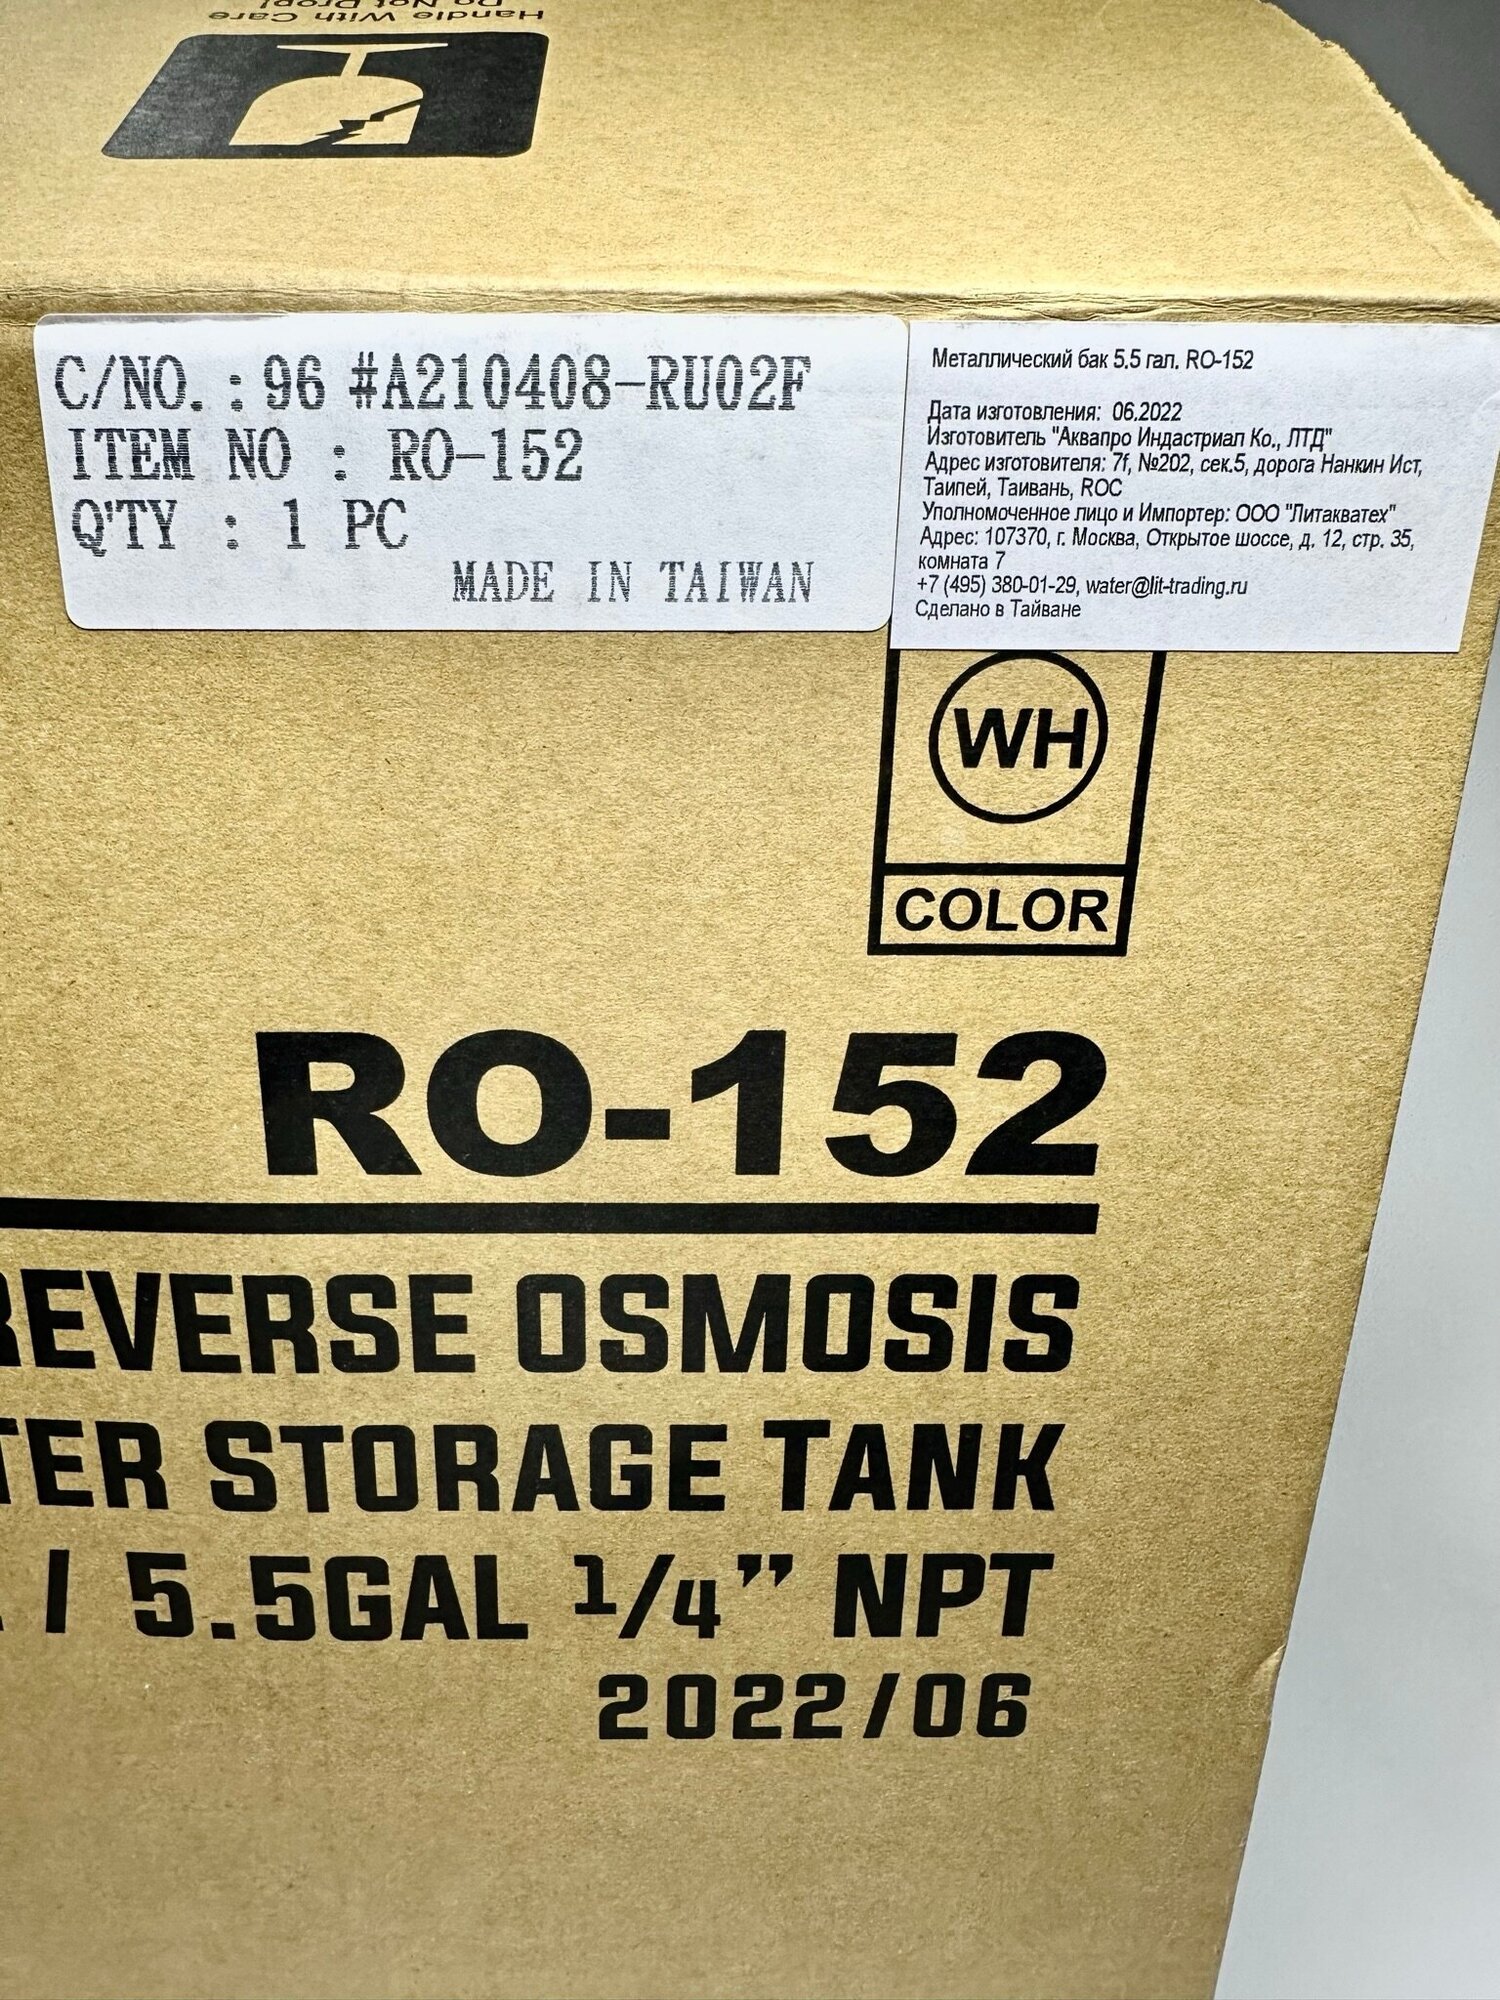 Handle With Care
Do Not Drop!
C/NO. : 96 #A210408-RU02F
ITEM NO : RO-152
Q'TY : 1 PC
MADE IN TAIWAN
Металлический бак 5.5 гал. RO-152
Дата изготовления: 06.2022
Изготовитель "Аквапро Индастриал Ко., ЛТД"
Адрес изготовителя: 7f, №202, сек.5, дорога Нанкин Ист,
Таипей, Таивань, ROC
Уполномоченное лицо и Импортер: ООО "Литакватех"
Адрес: 107370, г. Москва, Открытое шоссе, д. 12, стр. 35,
комната 7
+7 (495) 380-01-29, water@lit-trading.ru
Сделано в Тайване
WH
COLOR
RO-152
REVERSE OSMOSIS
TER STORAGE TANK
/ 5.5GAL 1/4" NPT
2022/06